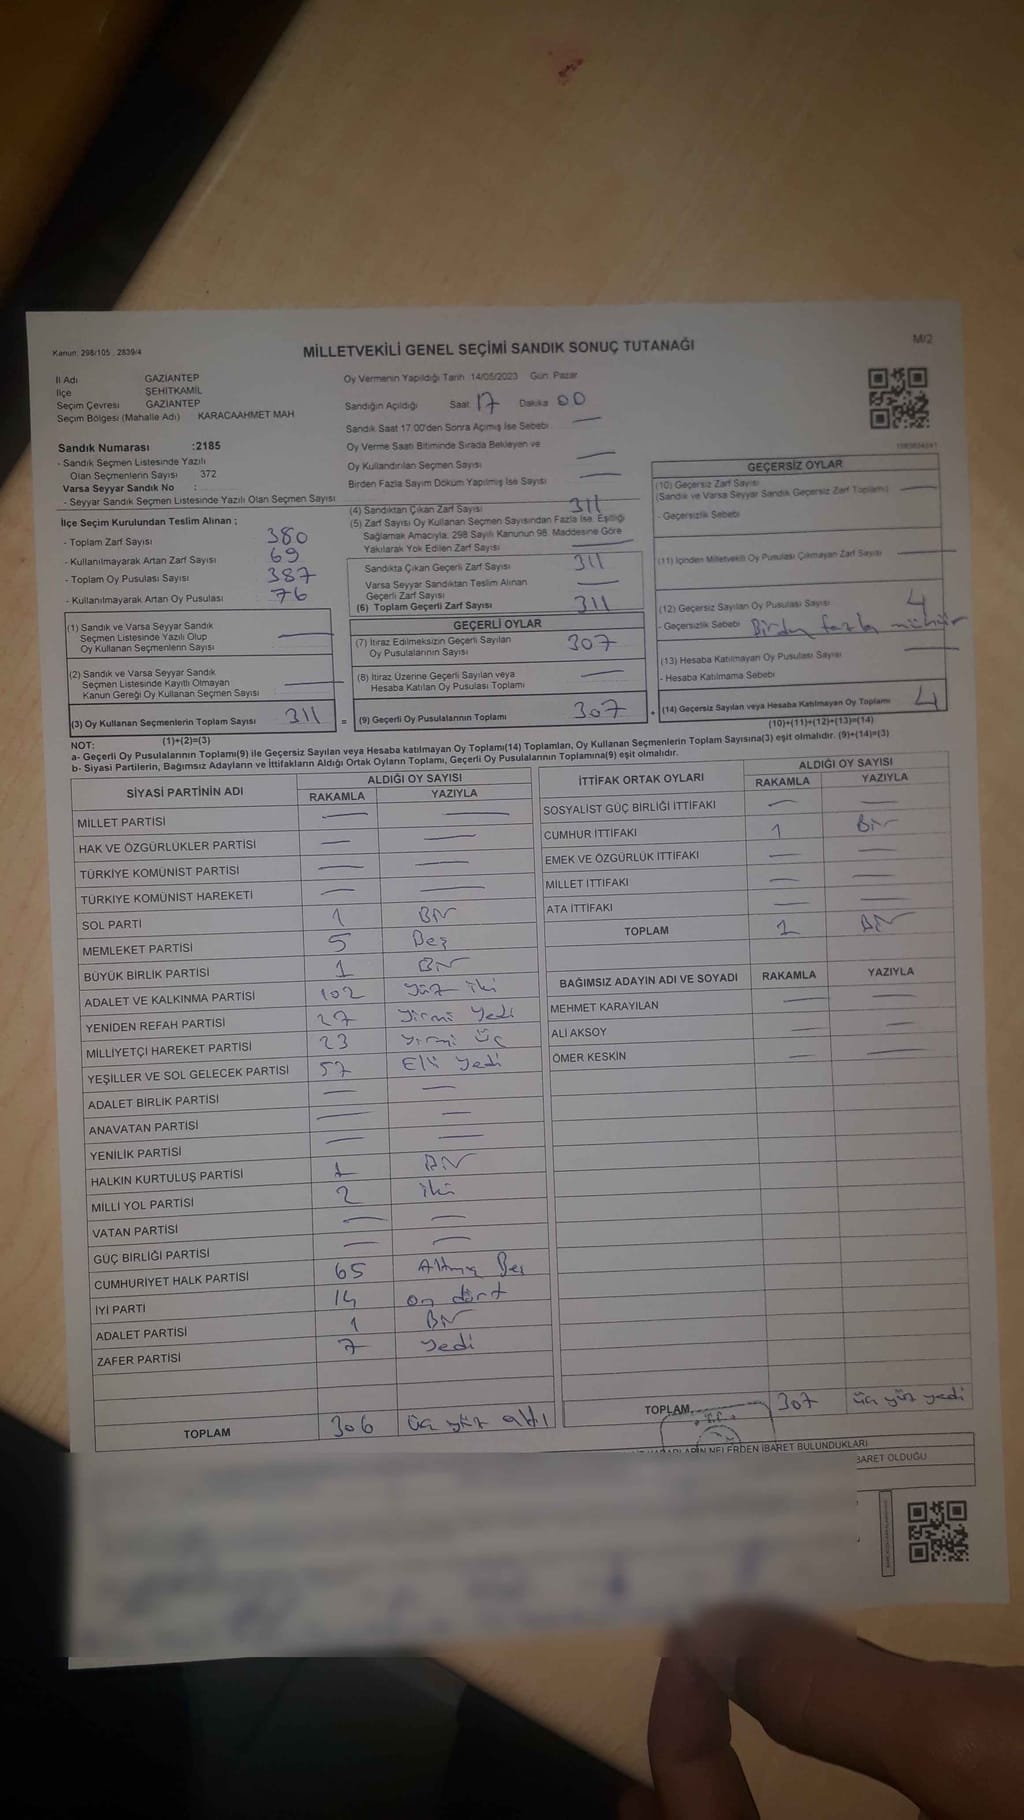 Kanun: 298/105 , 2839/4
MİLLETVEKİLİ GENEL SEÇİMİ SANDIK SONUÇ TUTANAĞI
M/2
İl Adı GAZİANTEP
İlçe ŞEHİTKAMİL
Seçim Çevresi GAZİANTEP
Seçim Bölgesi (Mahalle Adı) KARACAAHMET MAH
Oy Vermenin Yapıldığı Tarih :14/05/2023 Gün: Pazar
Sandığın Açıldığı Saat: 17 Dakika 00
Sandık Saat 17:00'den Sonra Açımış İse Sebebi
Oy Verme Saati Bitiminde Sırada Bekleyen ve
Oy Kullandırılan Seçmen Sayısı
Birden Fazla Sayım Döküm Yapılmış İse Sayısı
Sandık Numarası :2185
- Sandık Seçmen Listesinde Yazılı
Olan Seçmenlerin Sayısı 372
Varsa Seyyar Sandık No :
- Seyyar Sandık Seçmen Listesinde Yazılı Olan Seçmen Sayısı
İlçe Seçim Kurulundan Teslim Alınan ;
- Toplam Zarf Sayısı 380
- Kullanılmayarak Artan Zarf Sayısı 69
- Toplam Oy Pusulası Sayısı 387
- Kullanılmayarak Artan Oy Pusulası 76
(1) Sandık ve Varsa Seyyar Sandık
Seçmen Listesinde Yazılı Olup
Oy Kullanan Seçmenlerin Sayısı
(2) Sandık ve Varsa Seyyar Sandık
Seçmen Listesinde Kayıtlı Olmayan
Kanun Gereği Oy Kullanan Seçmen Sayısı
(3) Oy Kullanan Seçmenlerin Toplam Sayısı 311 =
(1)+(2)=(3)
(4) Sandıktan Çıkan Zarf Sayısı 311
(5) Zarf Sayısı Oy Kullanan Seçmen Sayısından Fazla İse, Eşitliği
Sağlamak Amacıyla, 298 Sayılı Kanunun 98. Maddesine Göre
Yakılarak Yok Edilen Zarf Sayısı
Sandıkta Çıkan Geçerli Zarf Sayısı 311
Varsa Seyyar Sandıktan Teslim Alınan
Geçerli Zarf Sayısı
(6) Toplam Geçerli Zarf Sayısı 311
GEÇERLİ OYLAR
(7) İtiraz Edilmeksizin Geçerli Sayılan
Oy Pusulalarının Sayısı 307
(8) İtiraz Üzerine Geçerli Sayılan veya
Hesaba Katılan Oy Pusulası Toplamı
(9) Geçerli Oy Pusulalarının Toplamı 307 +
GEÇERSİZ OYLAR
(10) Geçersiz Zarf Sayısı
(Sandık ve Varsa Seyyar Sandık Geçersiz Zarf Toplamı)
- Geçersizlik Sebebi
(11) İçinden Milletvekili Oy Pusulası Çıkmayan Zarf Sayısı
(12) Geçersiz Sayılan Oy Pusulası Sayısı 4
- Geçersizlik Sebebi Birden fazla mühür
(13) Hesaba Katılmayan Oy Pusulası Sayısı
- Hesaba Katılmama Sebebi
(14) Geçersiz Sayılan veya Hesaba Katılmayan Oy Toplamı 4
(10)+(11)+(12)+(13)=(14)
NOT:
a- Geçerli Oy Pusulalarının Toplamı(9) ile Geçersiz Sayılan veya Hesaba katılmayan Oy Toplamı(14) Toplamları, Oy Kullanan Seçmenlerin Toplam Sayısına(3) eşit olmalıdır. (9)+(14)=(3)
b- Siyasi Partilerin, Bağımsız Adayların ve İttifakların Aldığı Ortak Oyların Toplamı, Geçerli Oy Pusulalarının Toplamına(9) eşit olmalıdır.
SİYASİ PARTİNİN ADI ALDIĞI OY SAYISI
RAKAMLA YAZIYLA
MİLLET PARTİSİ
HAK VE ÖZGÜRLÜKLER PARTİSİ
TÜRKİYE KOMÜNİST PARTİSİ
TÜRKİYE KOMÜNİST HAREKETİ
SOL PARTİ 1 Bir
MEMLEKET PARTİSİ 5 Beş
BÜYÜK BİRLİK PARTİSİ 1 Bir
ADALET VE KALKINMA PARTİSİ 102 Yüz iki
YENİDEN REFAH PARTİSİ 27 Yirmi Yedi
MİLLİYETÇİ HAREKET PARTİSİ 23 Yirmi üç
YEŞİLLER VE SOL GELECEK PARTİSİ 57 Elli Yedi
ADALET BİRLİK PARTİSİ
ANAVATAN PARTİSİ
YENİLİK PARTİSİ
HALKIN KURTULUŞ PARTİSİ 1 Bir
MİLLİ YOL PARTİSİ 2 iki
VATAN PARTİSİ
GÜÇ BİRLİĞİ PARTİSİ
CUMHURİYET HALK PARTİSİ 65 Altmış Beş
İYİ PARTİ 14 on dört
ADALET PARTİSİ 1 Bir
ZAFER PARTİSİ 7 Yedi
TOPLAM 306 üç yüz altı
İTTİFAK ORTAK OYLARI ALDIĞI OY SAYISI
RAKAMLA YAZIYLA
SOSYALİST GÜÇ BİRLİĞİ İTTİFAKI
CUMHUR İTTİFAKI 1 Bir
EMEK VE ÖZGÜRLÜK İTTİFAKI
MİLLET İTTİFAKI
ATA İTTİFAKI
TOPLAM 1 Bir
BAĞIMSIZ ADAYIN ADI VE SOYADI RAKAMLA YAZIYLA
MEHMET KARAYILAN
ALİ AKSOY
ÖMER KESKİN
TOPLAM 307 üç yüz yedi
NELERDEN İBARET BULUNDUKLARI
İBARET OLDUĞU